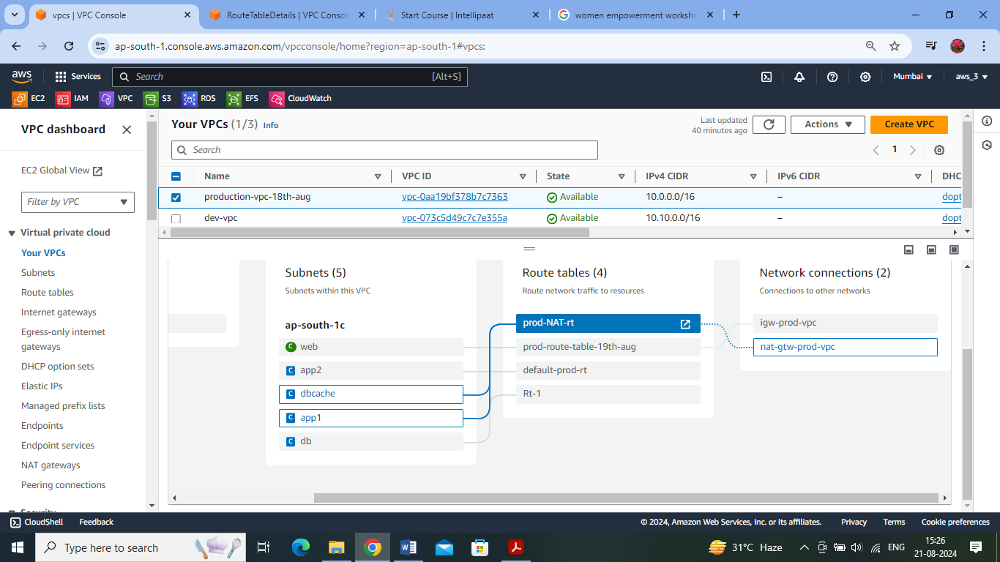 vpcs | VPC Console
RouteTableDetails | VPC Consol
Start Course | Intellipaat
women empowerment worksho
ap-south-1.console.aws.amazon.com/vpcconsole/home?region=ap-south-1#vpcs:
aws
Services
Search
[Alt+S]
Mumbai
aws_3
EC2
IAM
VPC
S3
RDS
EFS
CloudWatch
VPC dashboard
EC2 Global View
Filter by VPC
Virtual private cloud
Your VPCs
Subnets
Route tables
Internet gateways
Egress-only internet
gateways
DHCP option sets
Elastic IPs
Managed prefix lists
Endpoints
Endpoint services
NAT gateways
Peering connections
Security
Your VPCs (1/3) Info
Last updated
40 minutes ago
Actions
Create VPC
Search
1
Name
VPC ID
State
IPv4 CIDR
IPv6 CIDR
DHC
production-vpc-18th-aug
vpc-0aa19bf378b7c7363
Available
10.0.0.0/16
–
dopt
dev-vpc
vpc-073c5d49c7c7e355a
Available
10.10.0.0/16
–
dopt
Subnets (5)
Subnets within this VPC
ap-south-1c
C web
C app2
C dbcache
C app1
C db
Route tables (4)
Route network traffic to resources
prod-NAT-rt
prod-route-table-19th-aug
default-prod-rt
Rt-1
Network connections (2)
Connections to other networks
igw-prod-vpc
nat-gtw-prod-vpc
CloudShell
Feedback
© 2024, Amazon Web Services, Inc. or its affiliates.
Privacy
Terms
Cookie preferences
Type here to search
31°C Haze
ENG
15:26
21-08-2024